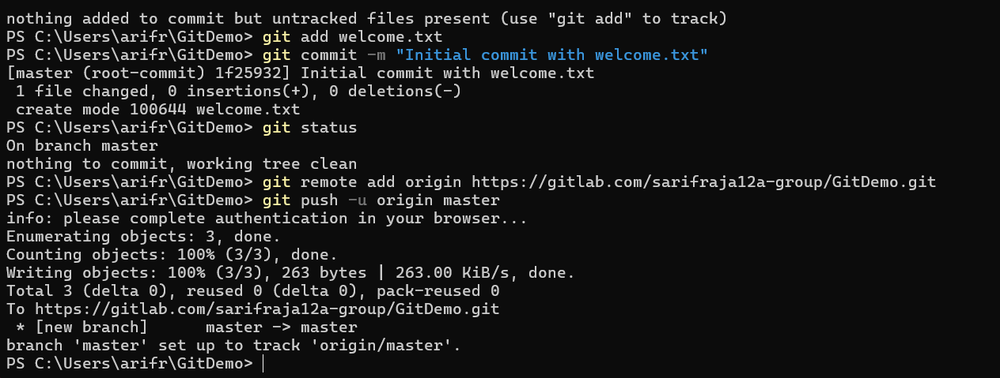 nothing added to commit but untracked files present (use "git add" to track)
PS C:\Users\arifr\GitDemo> git add welcome.txt
PS C:\Users\arifr\GitDemo> git commit -m "Initial commit with welcome.txt"
[master (root-commit) 1f25932] Initial commit with welcome.txt
 1 file changed, 0 insertions(+), 0 deletions(-)
 create mode 100644 welcome.txt
PS C:\Users\arifr\GitDemo> git status
On branch master
nothing to commit, working tree clean
PS C:\Users\arifr\GitDemo> git remote add origin https://gitlab.com/sarifraja12a-group/GitDemo.git
PS C:\Users\arifr\GitDemo> git push -u origin master
info: please complete authentication in your browser...
Enumerating objects: 3, done.
Counting objects: 100% (3/3), done.
Writing objects: 100% (3/3), 263 bytes | 263.00 KiB/s, done.
Total 3 (delta 0), reused 0 (delta 0), pack-reused 0
To https://gitlab.com/sarifraja12a-group/GitDemo.git
 * [new branch]      master -> master
branch 'master' set up to track 'origin/master'.
PS C:\Users\arifr\GitDemo>